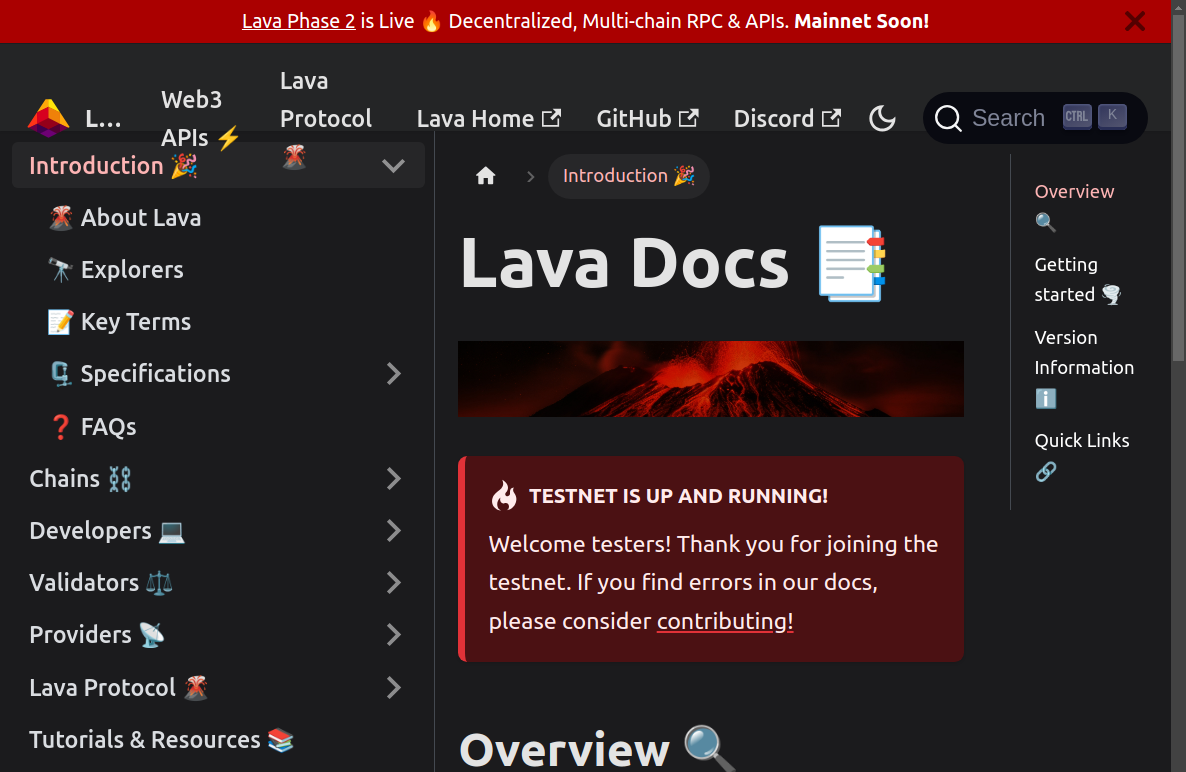 Lava Phase 2 is Live 🔥 Decentralized, Multi-chain RPC & APIs. Mainnet Soon!
L...
Web3
APIs ⚡
Lava
Protocol
🌋
Lava Home
GitHub
Discord
Search
CTRL
K
Introduction 🎉
🌋 About Lava
🔭 Explorers
📝 Key Terms
🗜️ Specifications
❓ FAQs
Chains ⛓️
Developers 💻
Validators ⚖️
Providers 📡
Lava Protocol 🌋
Tutorials & Resources 📚
Introduction 🎉
Lava Docs 📑
TESTNET IS UP AND RUNNING!
Welcome testers! Thank you for joining the
testnet. If you find errors in our docs,
please consider contributing!
Overview 🔍
Overview
🔍
Getting
started 🌪️
Version
Information
ℹ️
Quick Links
🔗